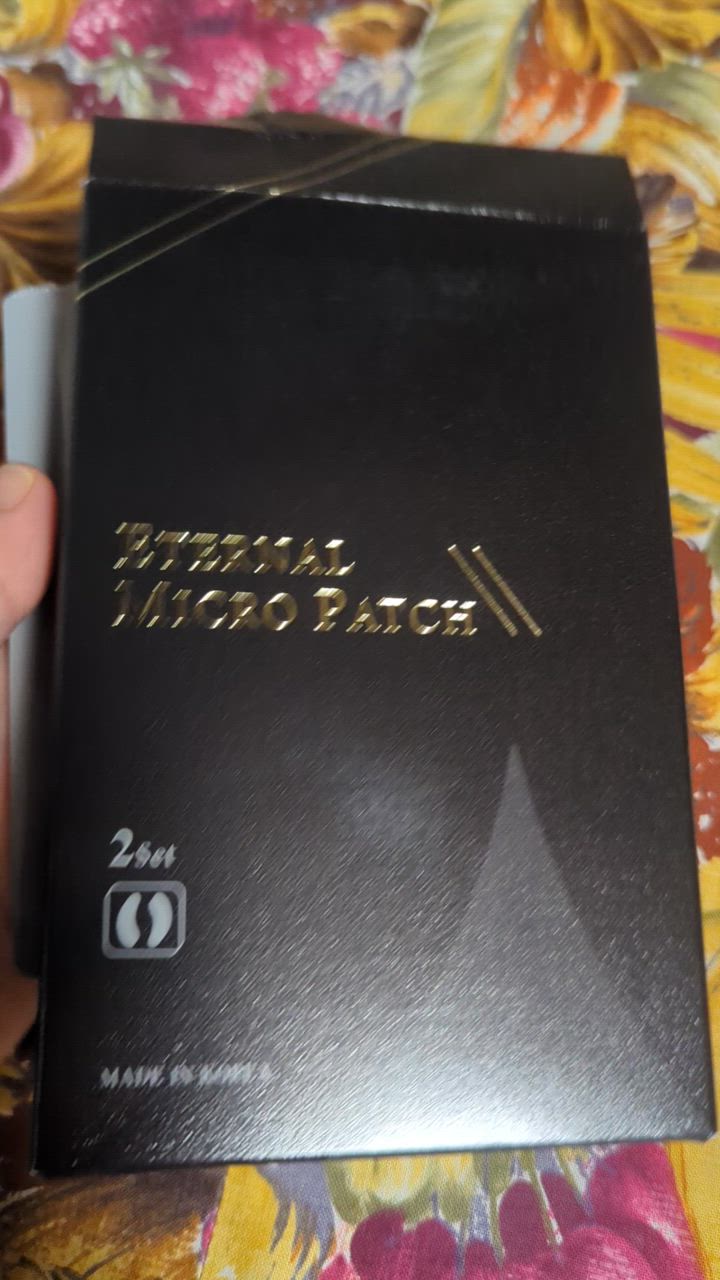 ETERNAL
MICRO PATCH
2Set
MADE IN KOREA